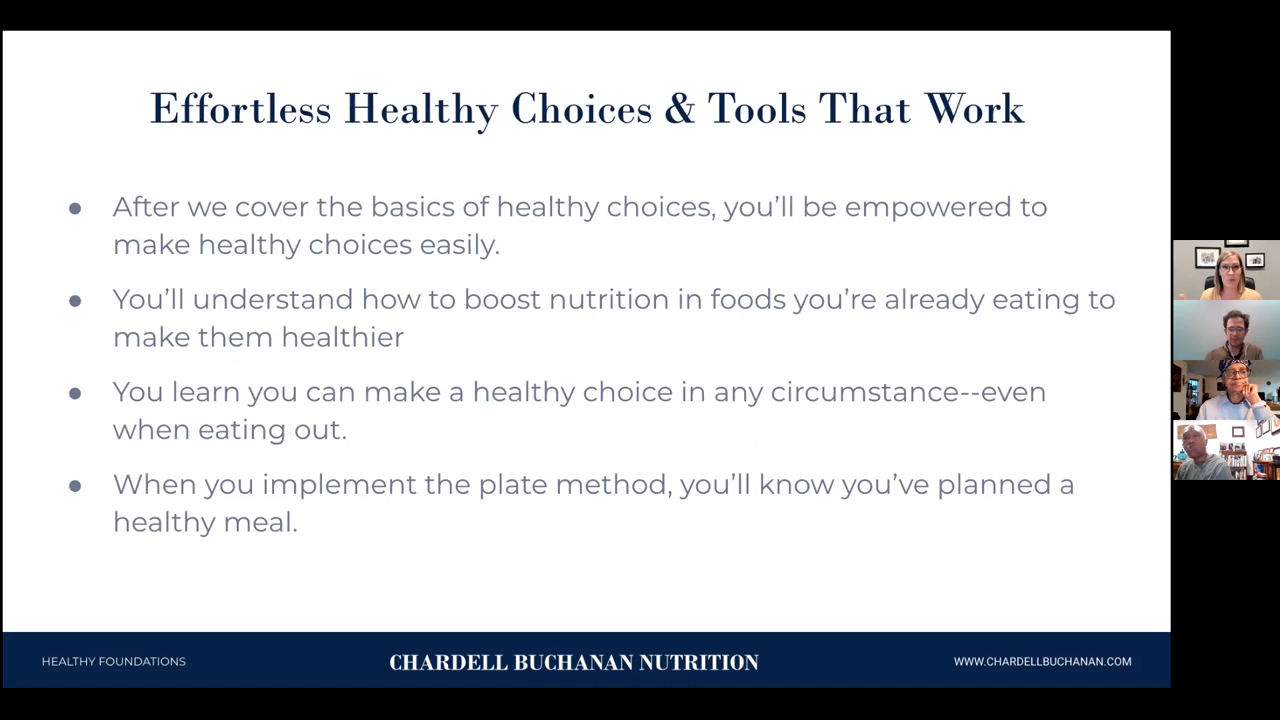 Effortless Healthy Choices & Tools That Work
● After we cover the basics of healthy choices, you’ll be empowered to
make healthy choices easily.
● You’ll understand how to boost nutrition in foods you’re already eating to
make them healthier
● You learn you can make a healthy choice in any circumstance--even
when eating out.
● When you implement the plate method, you’ll know you’ve planned a
healthy meal.
HEALTHY FOUNDATIONS
CHARDELL BUCHANAN NUTRITION
WWW.CHARDELLBUCHANAN.COM